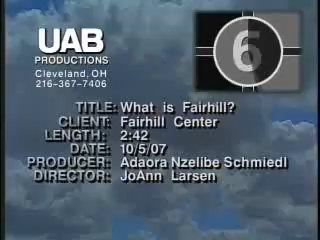 UAB
PRODUCTIONS
Cleveland, OH
216-367-7406
6
TITLE: What is Fairhill?
CLIENT: Fairhill Center
LENGTH: 2:42
DATE: 10/5/07
PRODUCER: Adaora Nzelibe Schmiedl
DIRECTOR: JoAnn Larsen